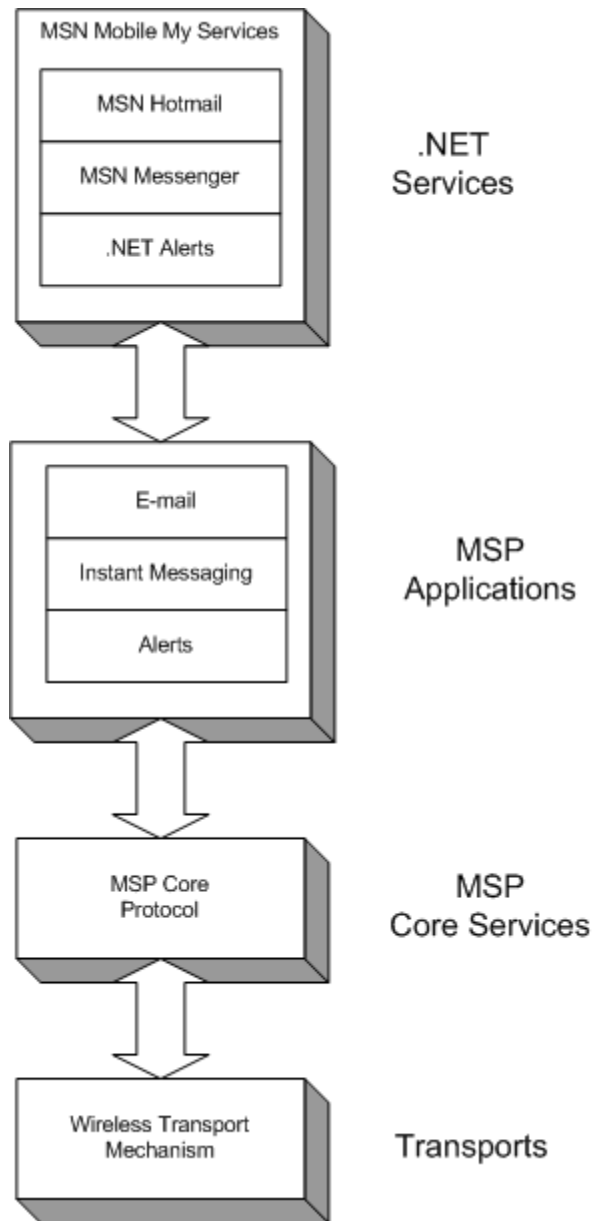 MSN Mobile My Services
MSN Hotmail
MSN Messenger
.NET Alerts
.NET
Services
E-mail
Instant Messaging
Alerts
MSP
Applications
MSP Core
Protocol
MSP
Core Services
Wireless Transport
Mechanism
Transports